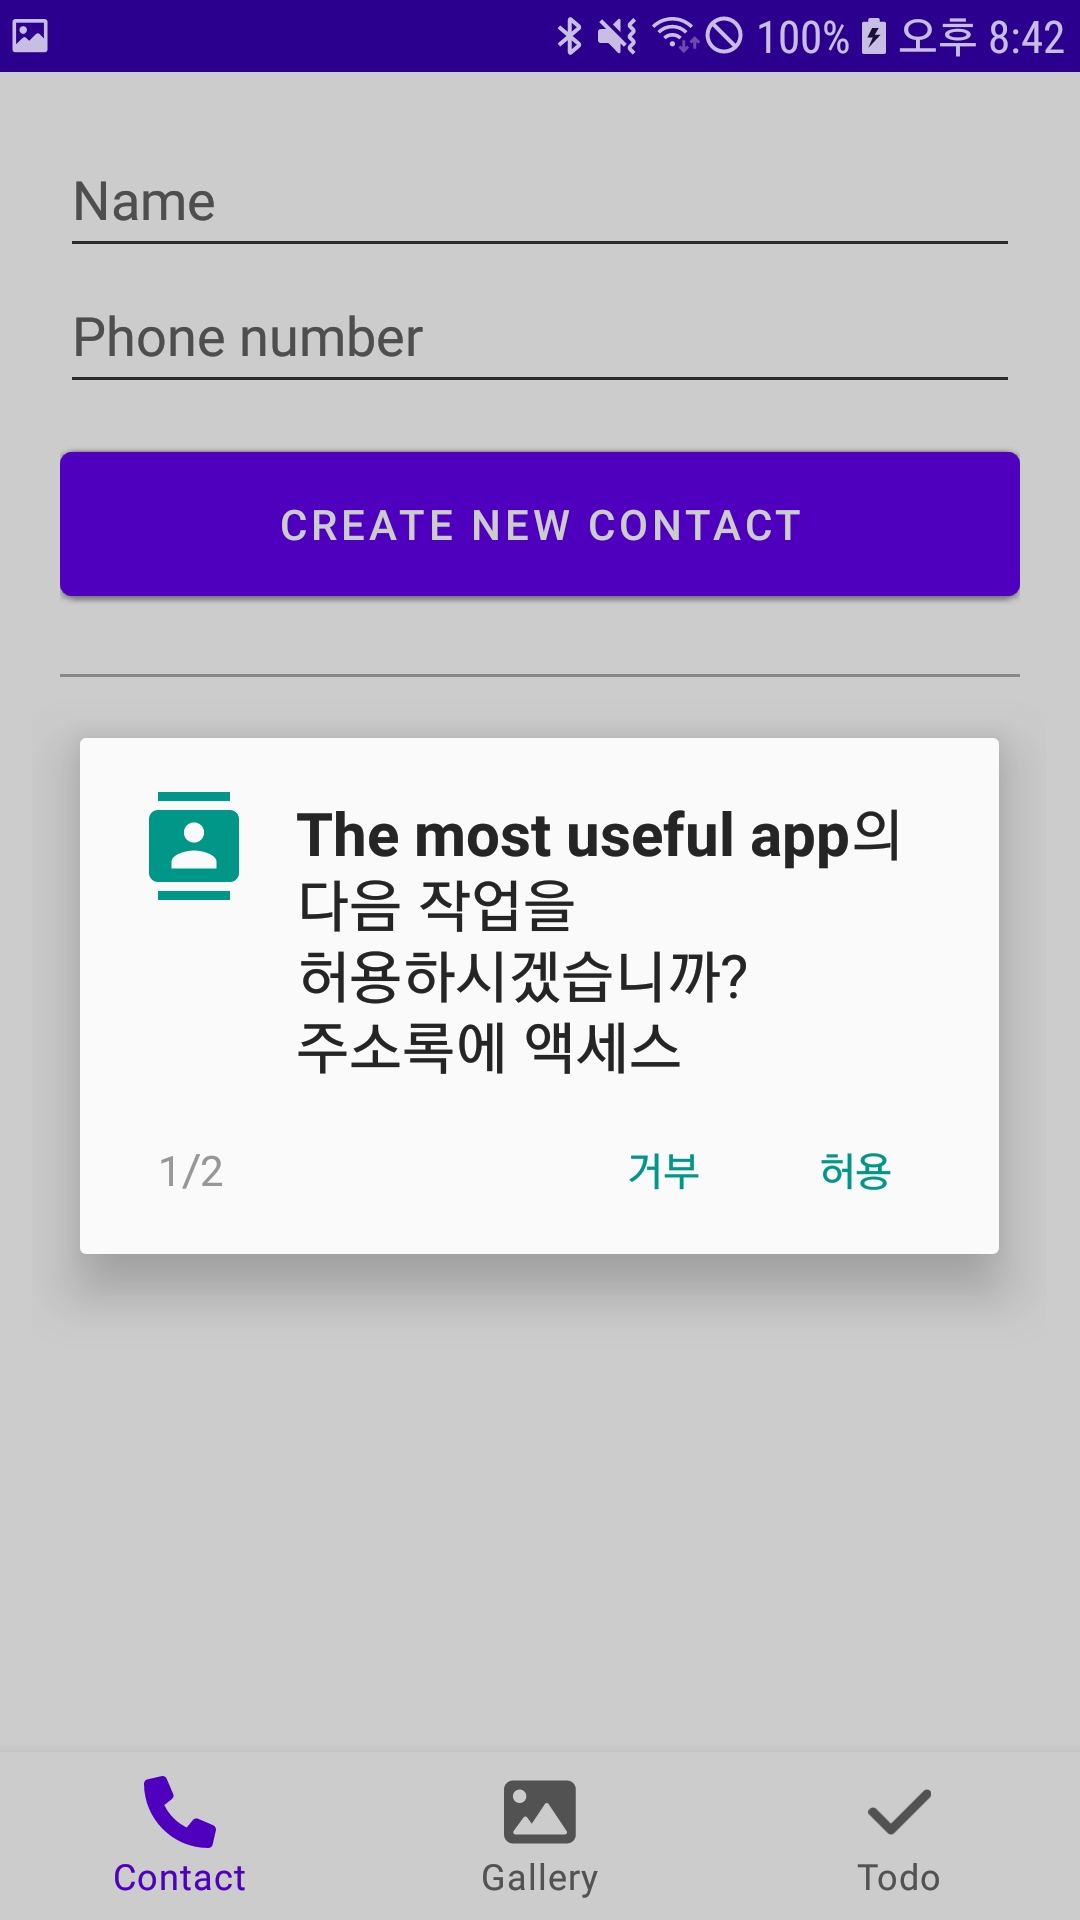 100% 오후 8:42
Name
Phone number
CREATE NEW CONTACT
The most useful app의
다음 작업을
허용하시겠습니까?
주소록에 액세스
1/2 거부 허용
Contact Gallery Todo